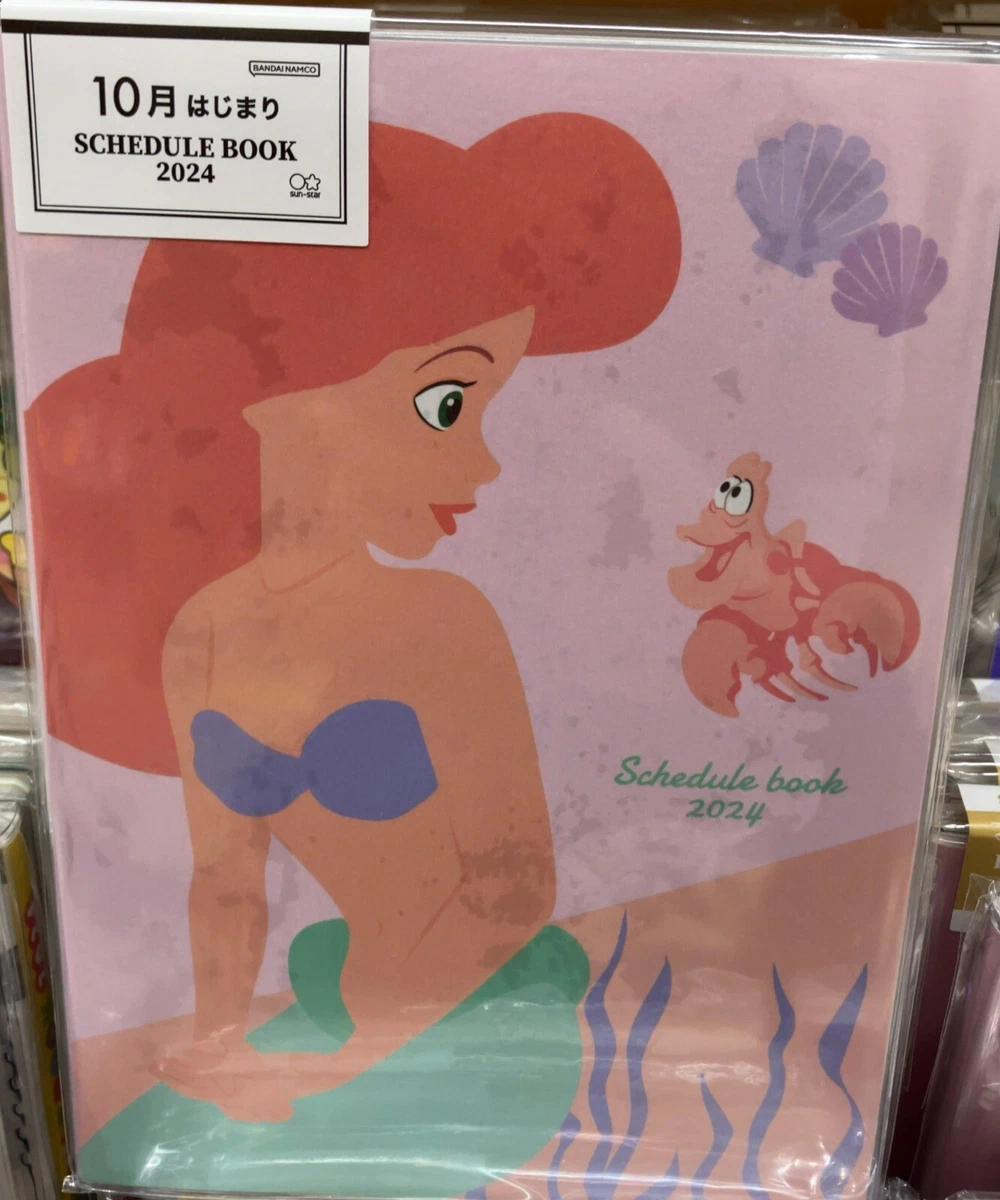 BANDAI NAMCO
10月はじまり
SCHEDULE BOOK
2024
sun-star
Schedule book
2024